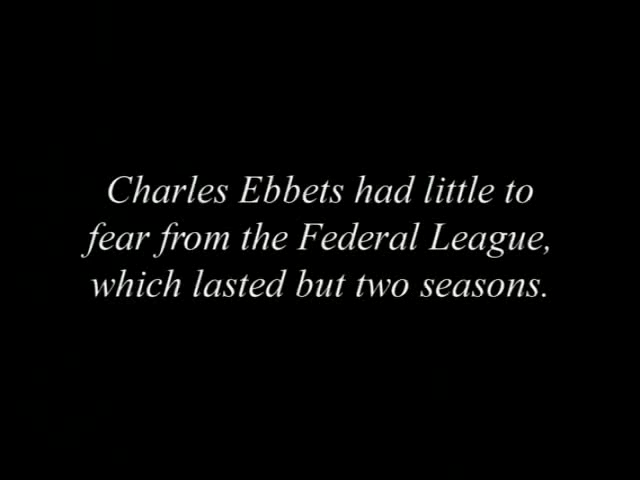 Charles Ebbets had little to
fear from the Federal League,
which lasted but two seasons.